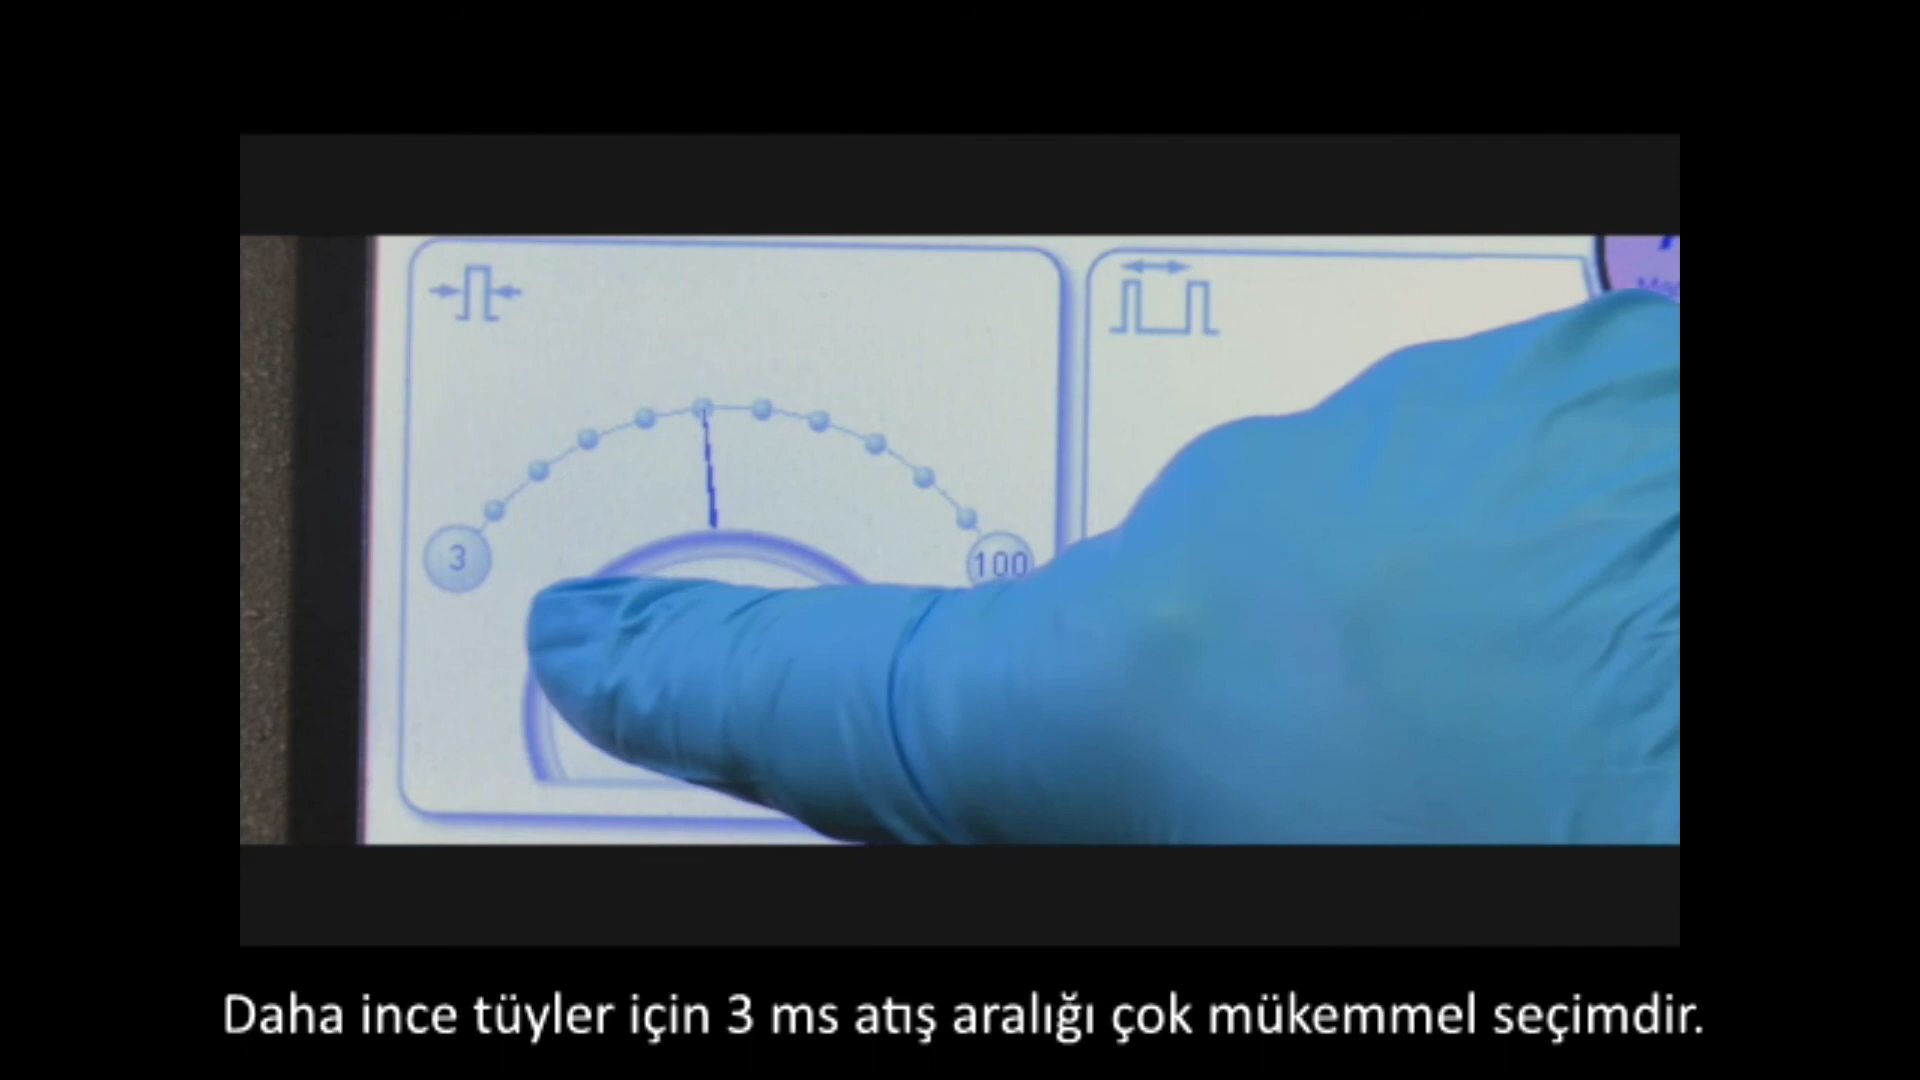 3
100
Daha ince tüyler için 3 ms atış aralığı çok mükemmel seçimdir.